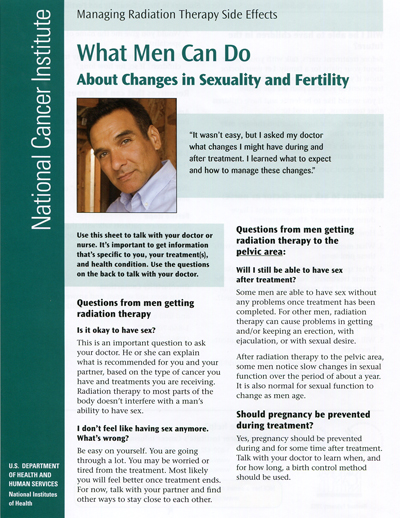 National Cancer Institute
Managing Radiation Therapy Side Effects
What Men Can Do
About Changes in Sexuality and Fertility
"It wasn't easy, but I asked my doctor
what changes I might have during and
after treatment. I learned what to expect
and how to manage these changes."
Use this sheet to talk with your doctor or
nurse. It's important to get information
that's specific to you, your treatment(s),
and health condition. Use the questions
on the back to talk with your doctor.
Questions from men getting
radiation therapy
Is it okay to have sex?
This is an important question to ask
your doctor. He or she can explain
what is recommended for you and your
partner, based on the type of cancer you
have and treatments you are receiving.
Radiation therapy to most parts of the
body doesn't interfere with a man's
ability to have sex.
I don't feel like having sex anymore.
What's wrong?
Be easy on yourself. You are going
through a lot. You may be worried or
tired from the treatment. Most likely
you will feel better once treatment ends.
For now, talk with your partner and find
other ways to stay close to each other.
Questions from men getting
radiation therapy to the
pelvic area:
Will I still be able to have sex
after treatment?
Some men are able to have sex without
any problems once treatment has been
completed. For other men, radiation
therapy can cause problems in getting
and/or keeping an erection, with
ejaculation, or with sexual desire.
After radiation therapy to the pelvic area,
some men notice slow changes in sexual
function over the period of about a year.
It is also normal for sexual function to
change as men age.
Should pregnancy be prevented
during treatment?
Yes, pregnancy should be prevented
during and for some time after treatment.
Talk with your doctor to learn when, and
for how long, a birth control method
should be used.
U.S. DEPARTMENT
OF HEALTH AND
HUMAN SERVICES
National Institutes
of Health